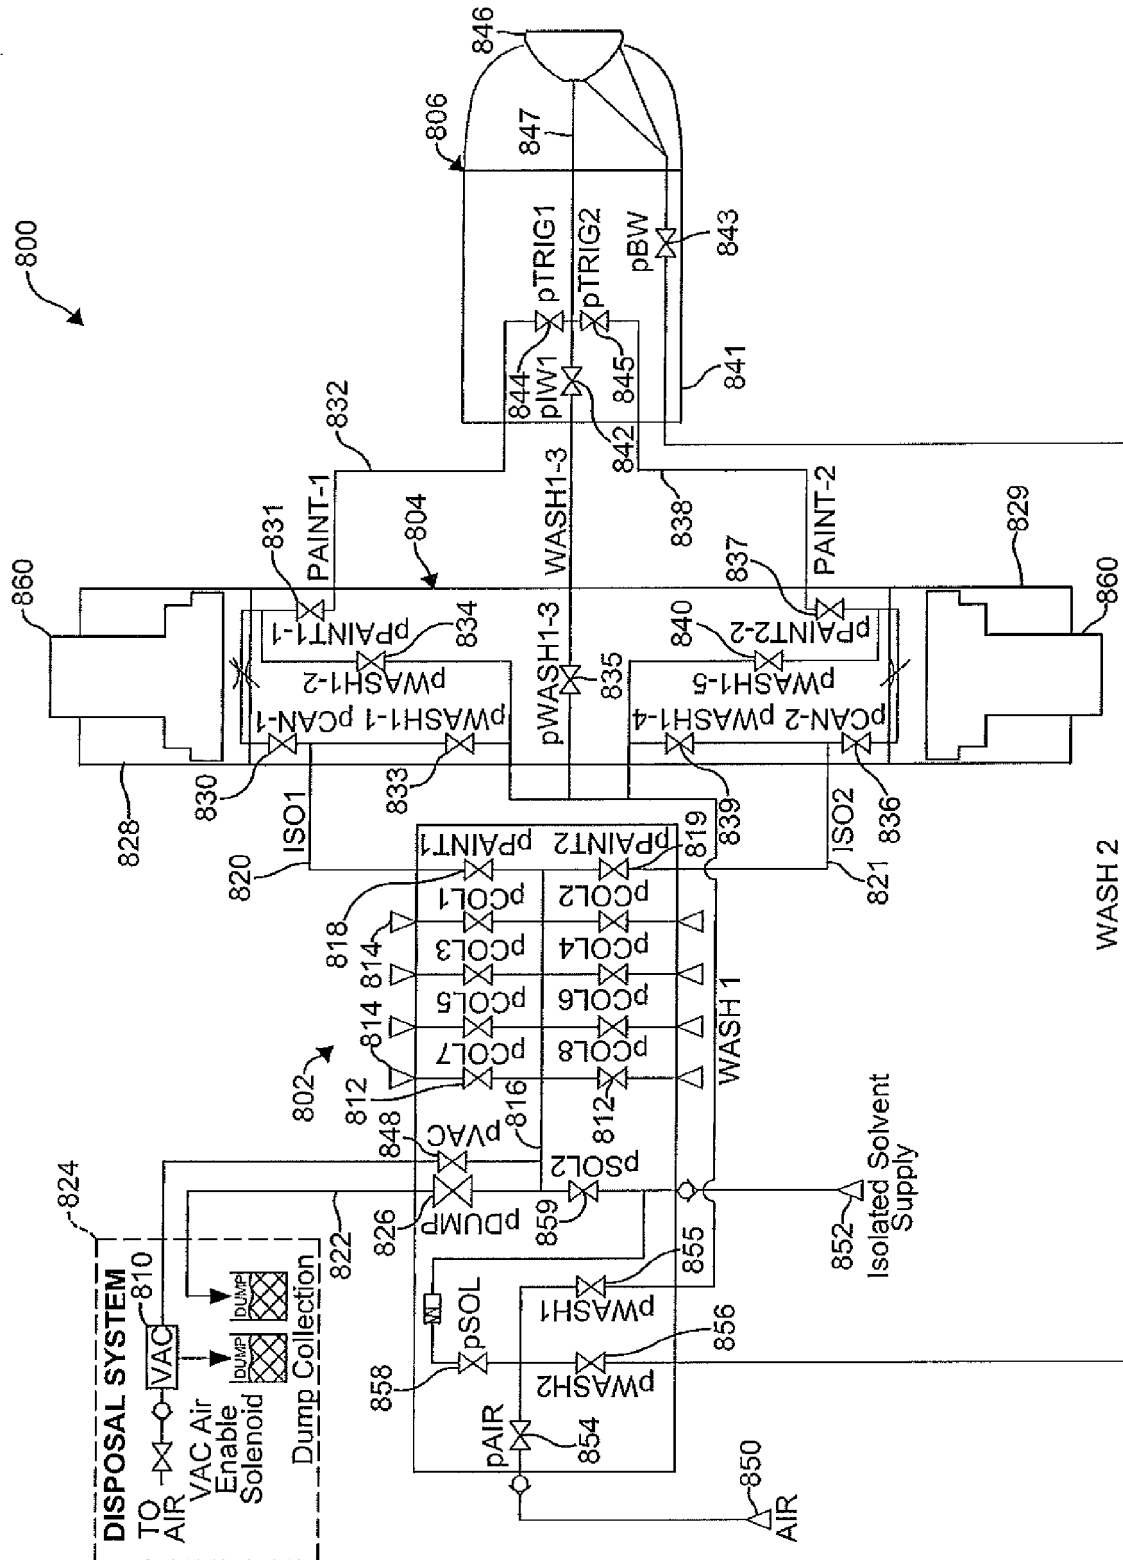 800
846
806
847
pTRIG1
pTRIG2
pBW
843
844
pIW1
845
841
842
832
PAINT-1
WASH1-3
838
PAINT-2
831
804
837
829
860
860
pPAINT1-1
834
pWASH1-2
pWASH1-3
835
840
pPAINT2-2
pWASH1-5
pCAN-1
pWASH1-1
pWASH1-4
pCAN-2
830
833
839
836
828
ISO1
820
ISO2
821
819
pPAINT1
pPAINT2
818
pCOL1
pCOL2
814
pCOL3
pCOL4
pCOL5
pCOL6
814
pCOL7
pCOL8
812
812
802
816
WASH 1
WASH 2
848
pVAC
pSOL2
859
826
pDUMP
822
824
855
pWASH1
852
Isolated Solvent
Supply
858
pSOL
856
pWASH2
pAIR
854
850
AIR
DISPOSAL SYSTEM
810
VAC
DUMP
DUMP
TO
AIR
VAC Air
Enable
Solenoid
Dump Collection